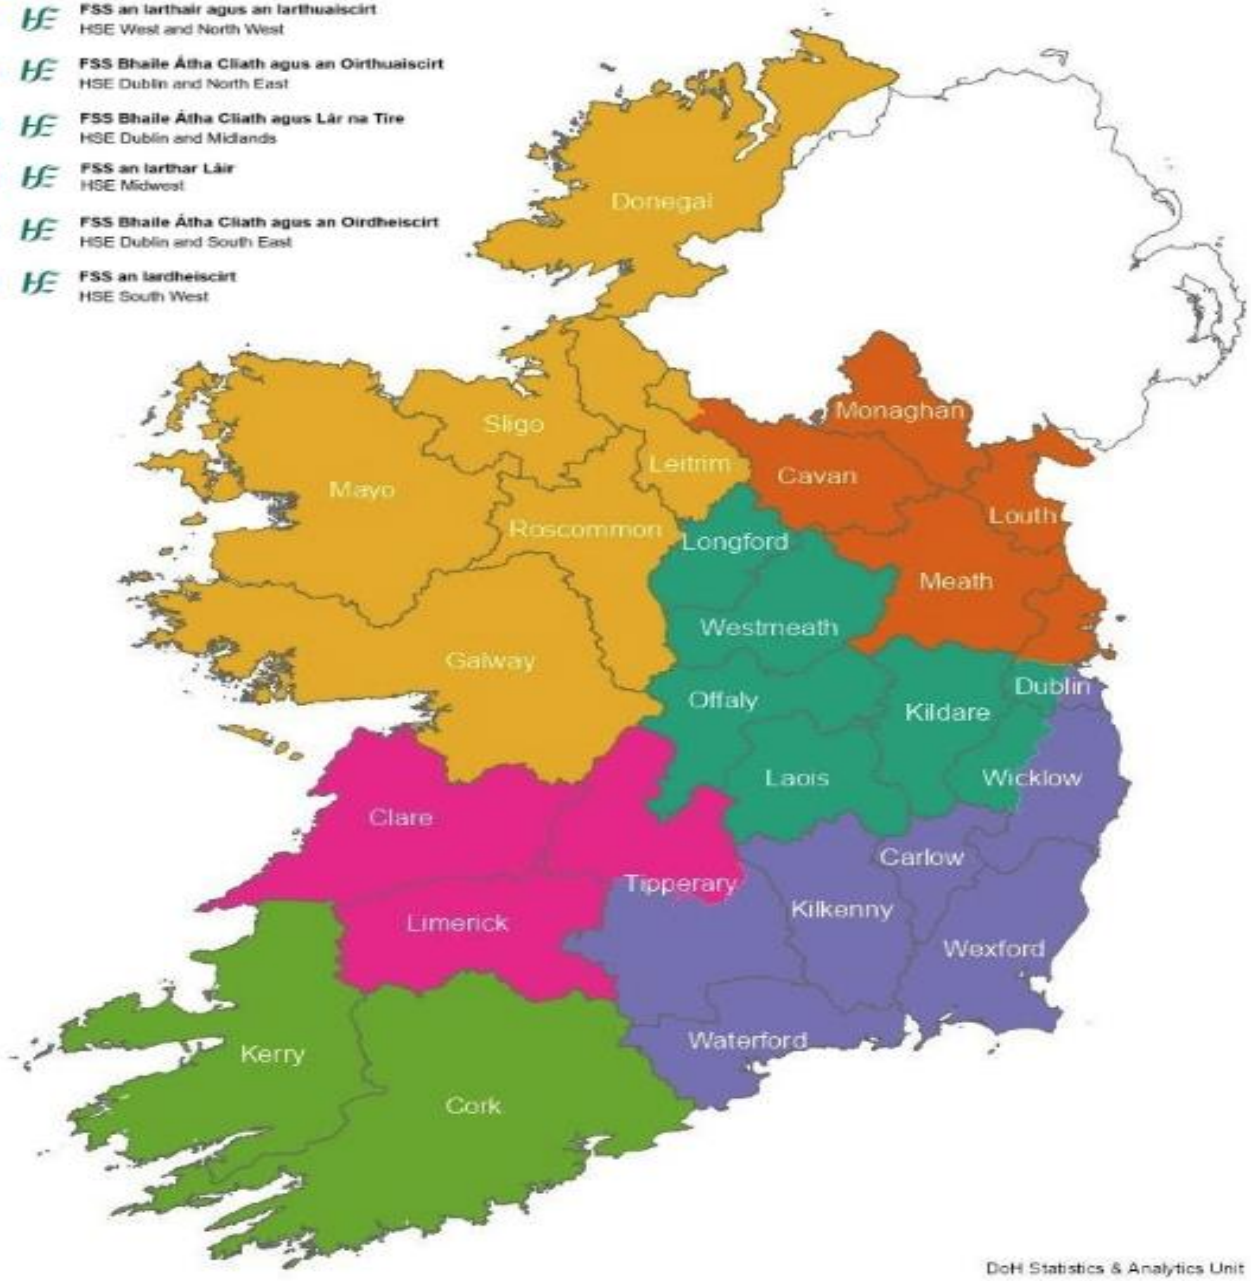 FSS an Iarthair agus an Iarthuaiscirt
HSE West and North West
FSS Bhaile Átha Cliath agus an Oirthuaiscirt
HSE Dublin and North East
FSS Bhaile Átha Cliath agus Lár na Tíre
HSE Dublin and Midlands
FSS an Iarthar Láir
HSE Midwest
FSS Bhaile Átha Cliath agus an Oirdheiscirt
HSE Dublin and South East
FSS an Iardheiscirt
HSE South West
Donegal
Monaghan
Sligo
Leitrim
Cavan
Mayo
Louth
Roscommon
Longford
Meath
Westmeath
Galway
Dublin
Offaly
Kildare
Laois
Wicklow
Clare
Carlow
Tipperary
Kilkenny
Limerick
Wexford
Waterford
Kerry
Cork
DoH Statistics & Analytics Unit